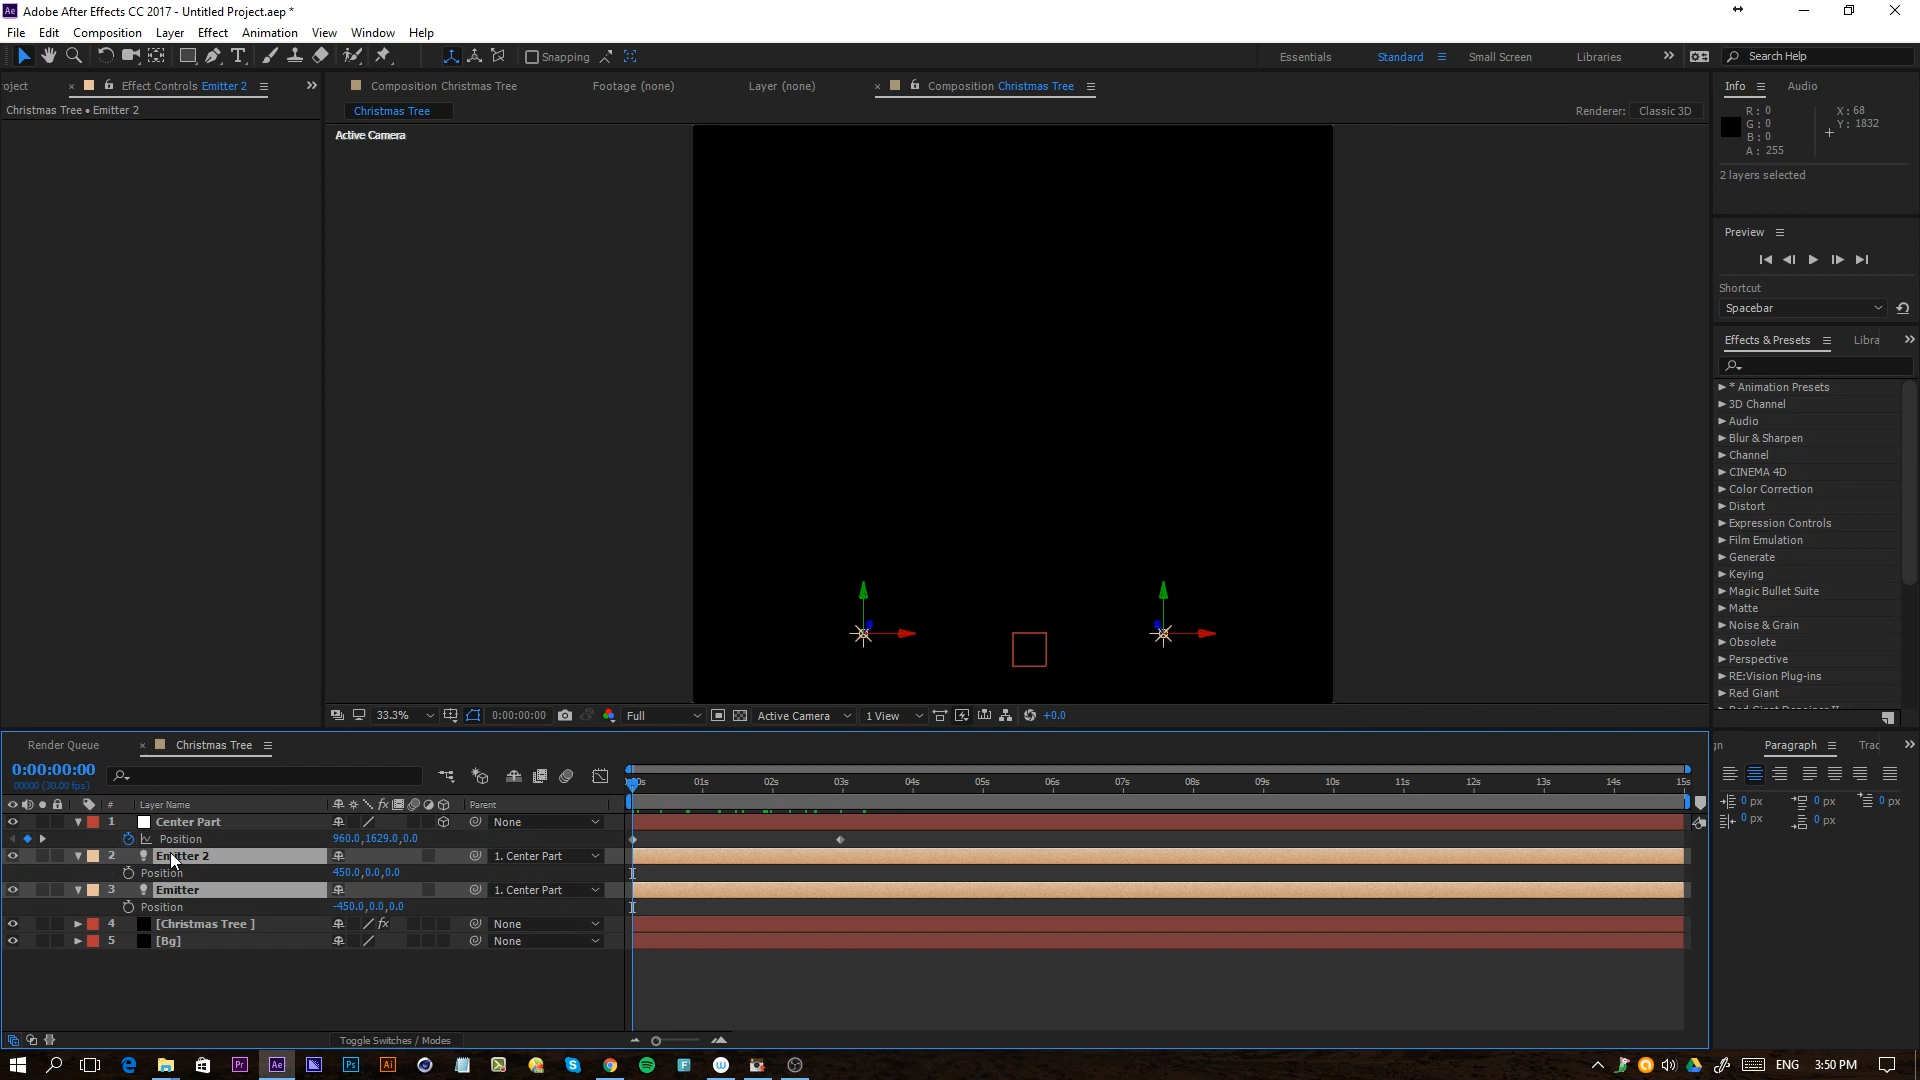 Adobe After Effects CC 2017 - Untitled Project.aep *
File Edit Composition Layer Effect Animation View Window Help
Snapping
Essentials Standard Small Screen Libraries Search Help
oject Effect Controls Emitter 2
Composition Christmas Tree Footage (none) Layer (none) Composition Christmas Tree
Info Audio
Christmas Tree • Emitter 2
Christmas Tree
Renderer: Classic 3D
Active Camera
R: 0 X: 68
G: 0 Y: 1832
B: 0
A: 255
2 layers selected
Preview
Shortcut
Spacebar
Effects & Presets Libra
* Animation Presets
3D Channel
Audio
Blur & Sharpen
Channel
CINEMA 4D
Color Correction
Distort
Expression Controls
Film Emulation
Generate
Keying
Magic Bullet Suite
Matte
Noise & Grain
Obsolete
Perspective
RE:Vision Plug-ins
Red Giant
33.3% 0:00:00:00 Full Active Camera 1 View +0.0
Render Queue Christmas Tree
gn Paragraph Trac
0:00:00:00
00000 (30.00 fps)
01s 02s 03s 04s 05s 06s 07s 08s 09s 10s 11s 12s 13s 14s 15s
# Layer Name fx Parent
1 Center Part None
Position 960.0,1629.0,0.0
2 Emitter 2 1. Center Part
Position 450.0,0.0,0.0
3 Emitter 1. Center Part
Position -450.0,0.0,0.0
4 [Christmas Tree ] fx None
5 [Bg] None
0 px 0 px 0 px
0 px 0 px
Toggle Switches / Modes
ENG 3:50 PM